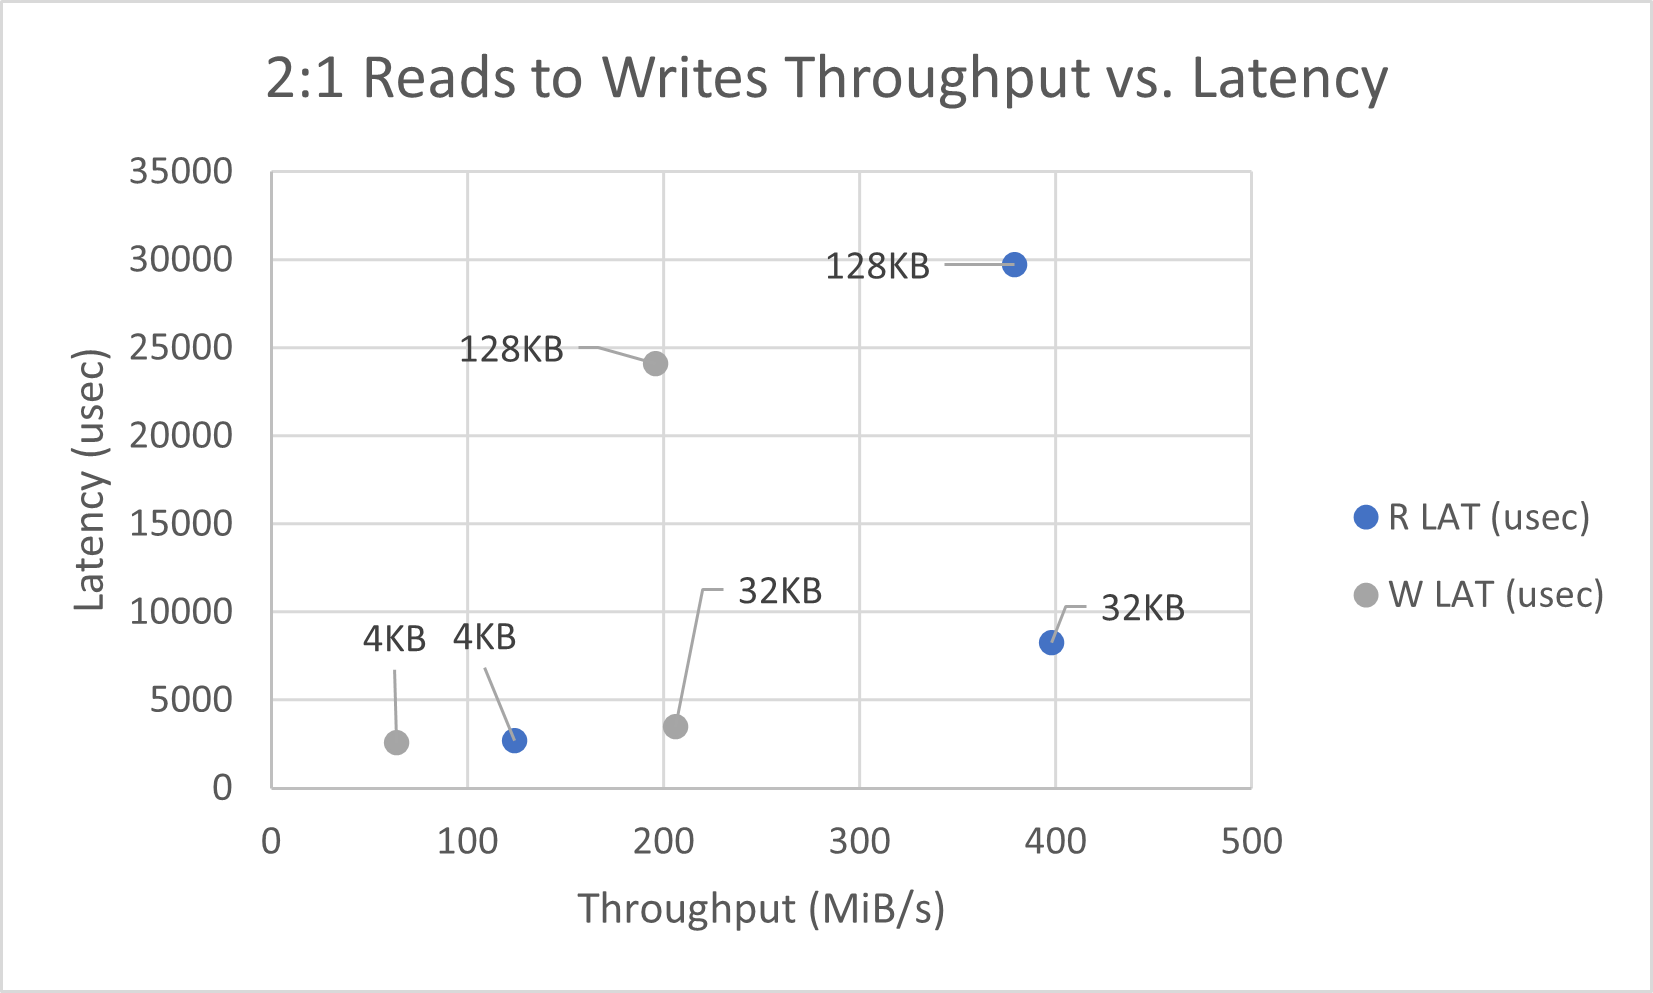 2:1 Reads to Writes Throughput vs. Latency
35000
30000
25000
20000
15000
10000
5000
0
Latency (usec)
128KB
128KB
32KB
32KB
4KB
4KB
0 100 200 300 400 500
Throughput (MiB/s)
R LAT (usec)
W LAT (usec)